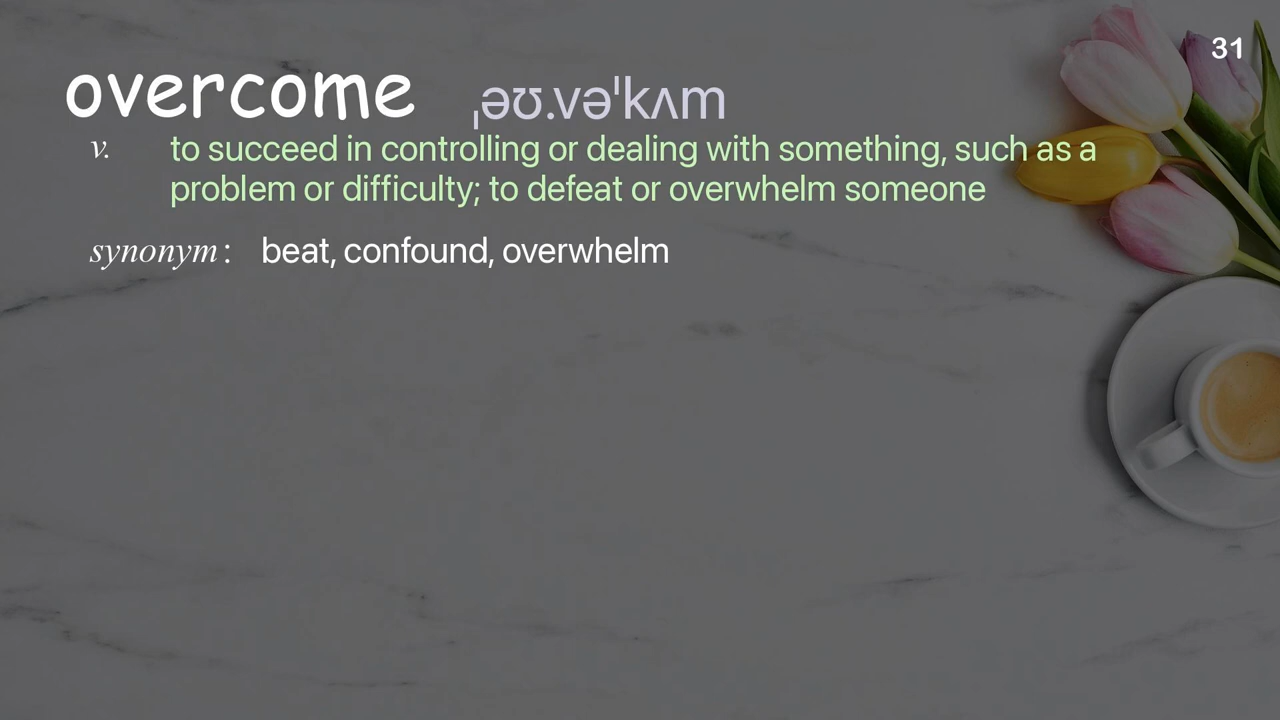 31
overcome ˌəʊ.vəˈkʌm
v. to succeed in controlling or dealing with something, such as a
problem or difficulty; to defeat or overwhelm someone
synonym: beat, confound, overwhelm